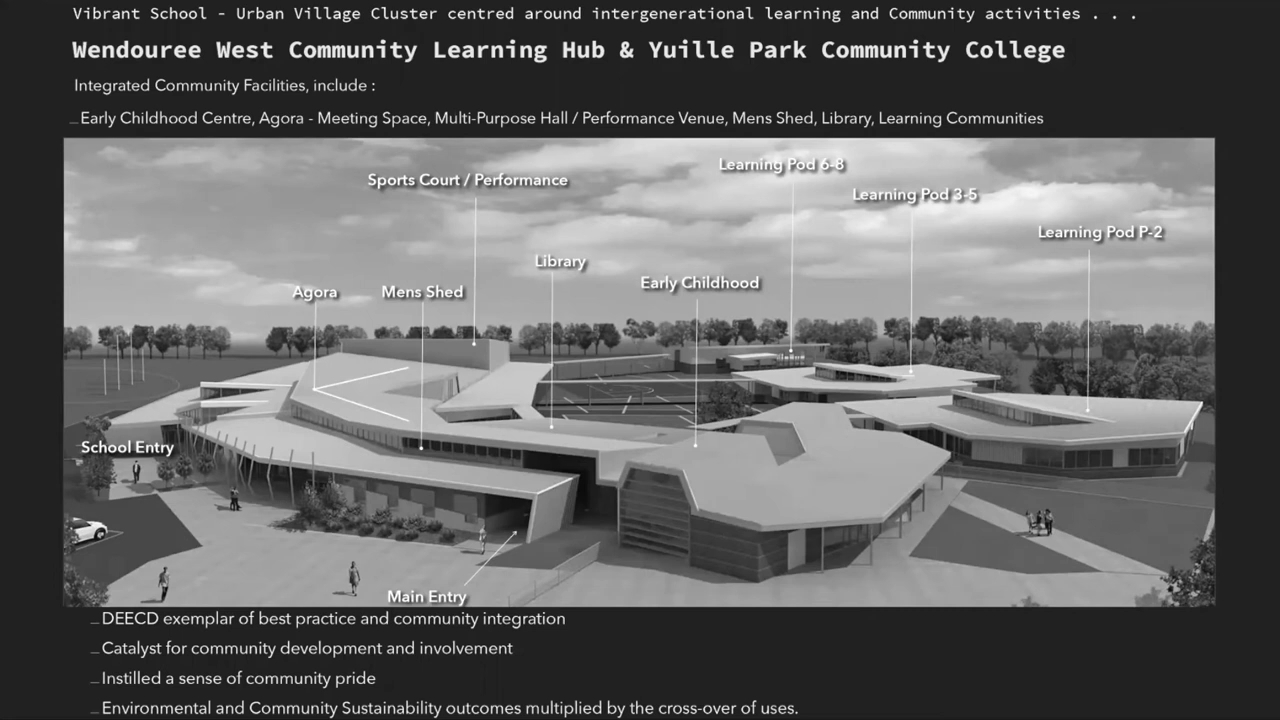 Vibrant School - Urban Village Cluster centred around intergenerational learning and Community activities . . .
Wendouree West Community Learning Hub & Yuille Park Community College
Integrated Community Facilities, include :
_Early Childhood Centre, Agora - Meeting Space, Multi-Purpose Hall / Performance Venue, Mens Shed, Library, Learning Communities
Learning Pod 6-8
Sports Court / Performance
Learning Pod 3-5
Learning Pod P-2
Library
Early Childhood
Agora
Mens Shed
School Entry
Main Entry
_DEECD exemplar of best practice and community integration
_Catalyst for community development and involvement
_Instilled a sense of community pride
_Environmental and Community Sustainability outcomes multiplied by the cross-over of uses.